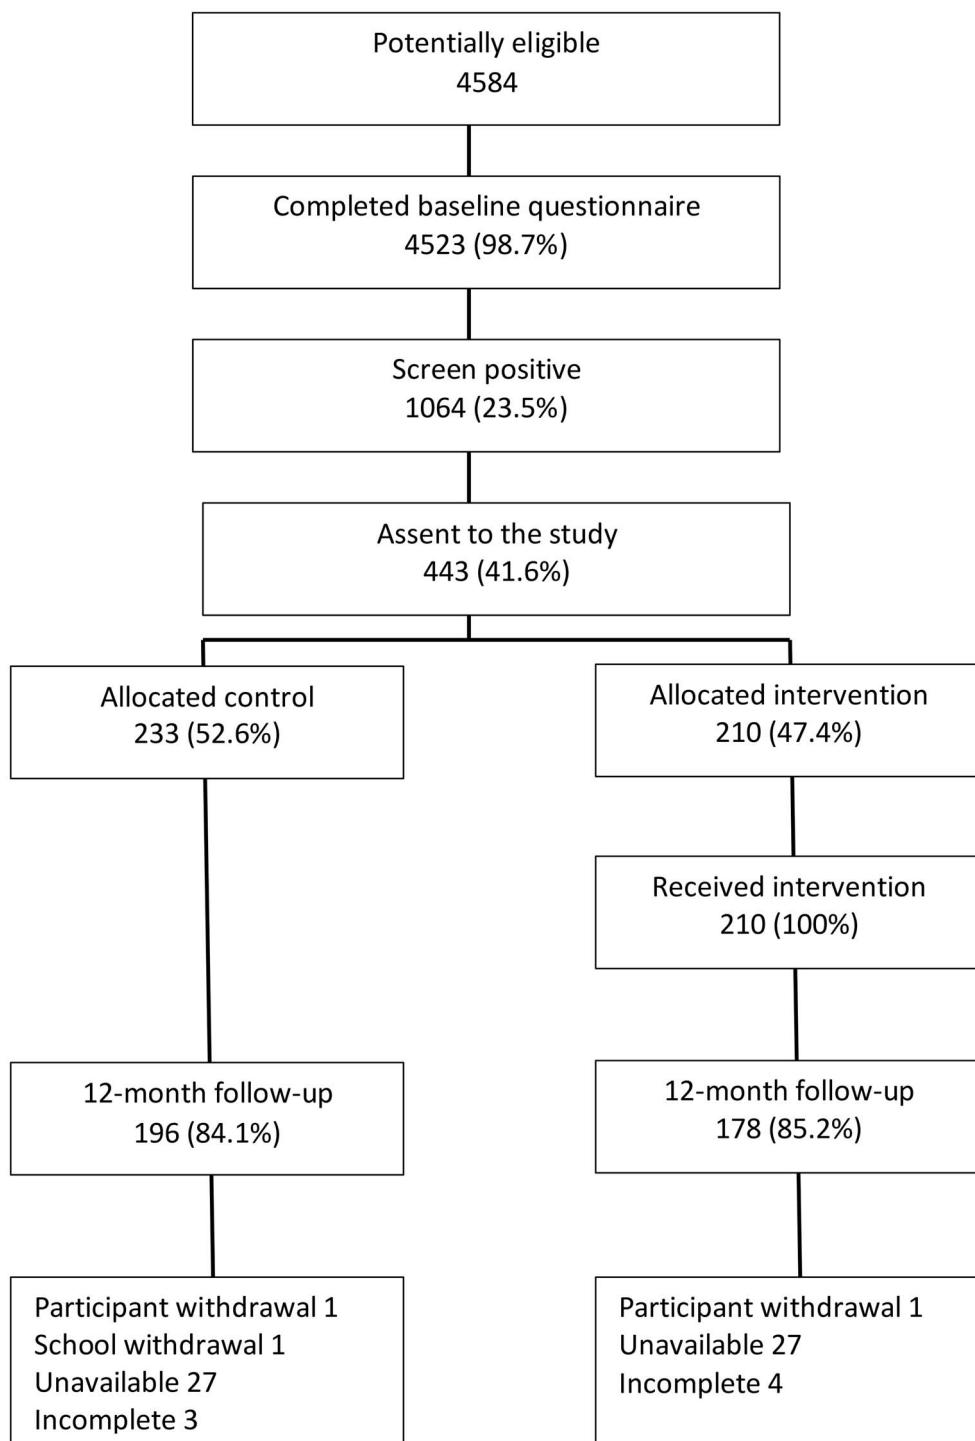 Potentially eligible
4584
Completed baseline questionnaire
4523 (98.7%)
Screen positive
1064 (23.5%)
Assent to the study
443 (41.6%)
Allocated control
233 (52.6%)
Allocated intervention
210 (47.4%)
Received intervention
210 (100%)
12-month follow-up
196 (84.1%)
12-month follow-up
178 (85.2%)
Participant withdrawal 1
School withdrawal 1
Unavailable 27
Incomplete 3
Participant withdrawal 1
Unavailable 27
Incomplete 4